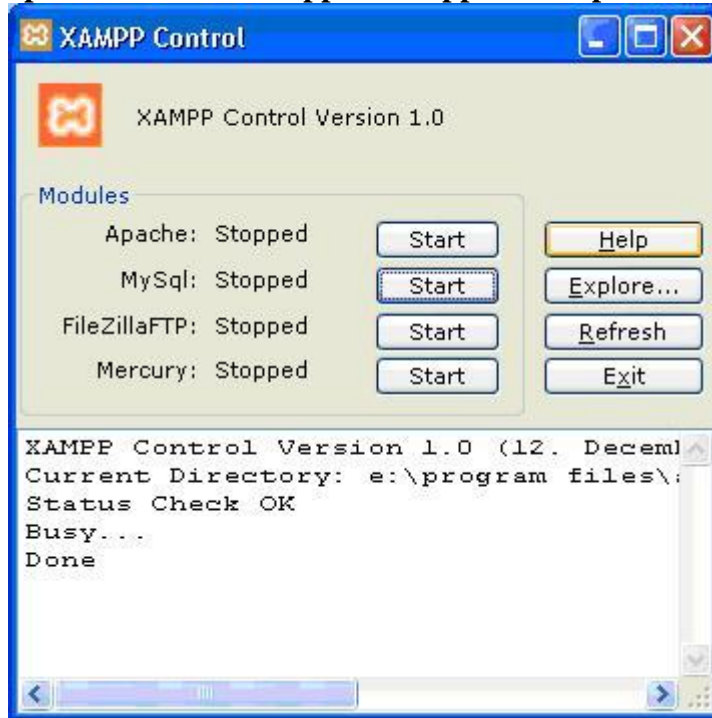 XAMPP Control
XAMPP Control Version 1.0
Modules
Apache: Stopped Start
MySql: Stopped Start
FileZillaFTP: Stopped Start
Mercury: Stopped Start
Help
Explore...
Refresh
Exit
XAMPP Control Version 1.0 (12. Decem
Current Directory: e:\program files\
Status Check OK
Busy...
Done